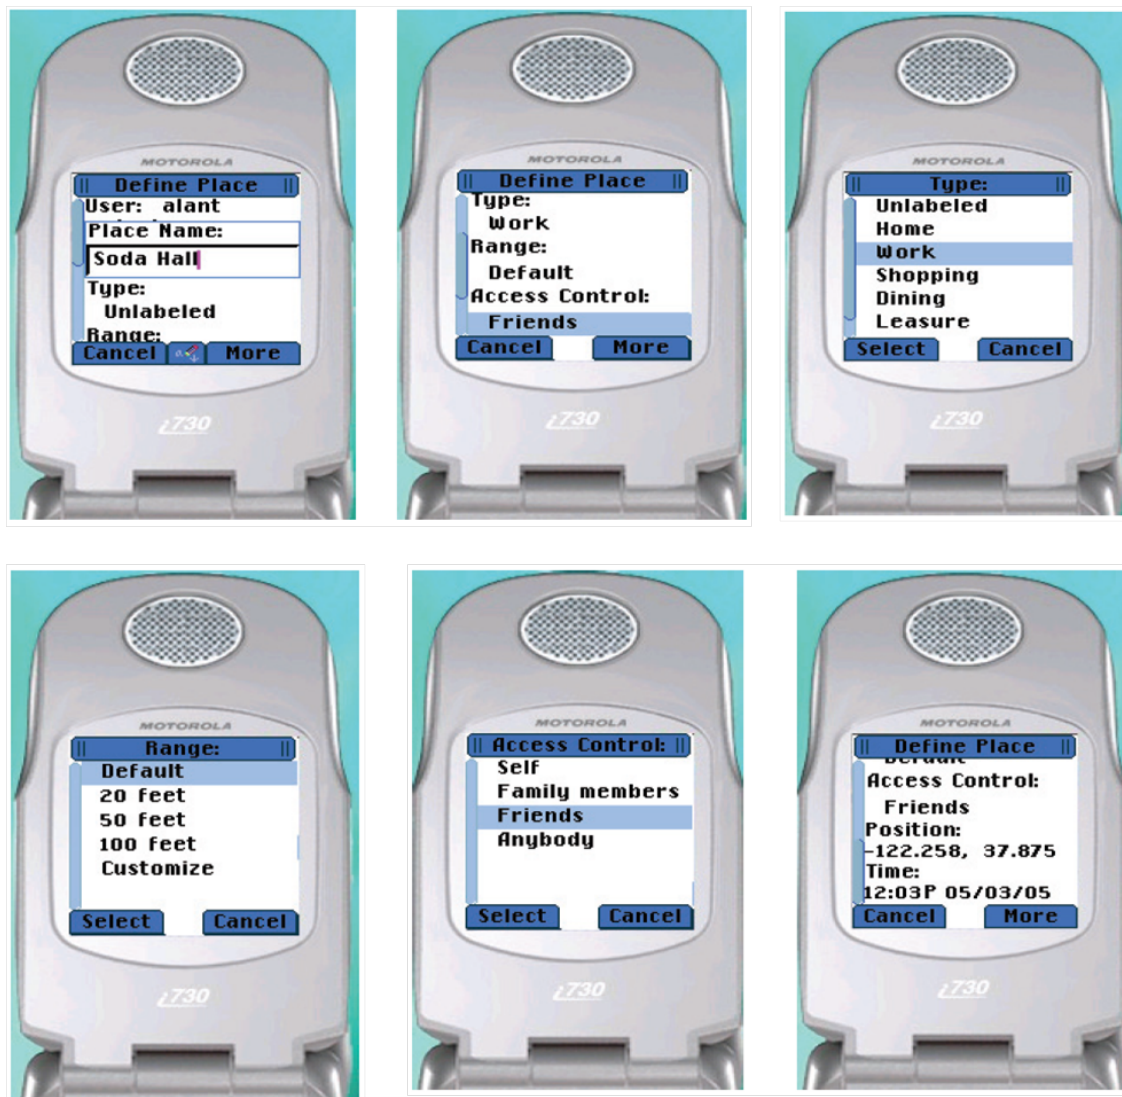 MOTOROLA
Define Place
User: alant
Place Name:
Soda Hall
Type:
Unlabeled
Range:
Cancel
More
i730
MOTOROLA
Define Place
Type:
Work
Range:
Default
Access Control:
Friends
Cancel
More
i730
MOTOROLA
Type:
Unlabeled
Home
Work
Shopping
Dining
Leasure
Select
Cancel
i730
MOTOROLA
Range:
Default
20 feet
50 feet
100 feet
Customize
Select
Cancel
i730
MOTOROLA
Access Control:
Self
Family members
Friends
Anybody
Select
Cancel
i730
MOTOROLA
Define Place
Default
Access Control:
Friends
Position:
-122.258, 37.875
Time:
12:03P 05/03/05
Cancel
More
i730